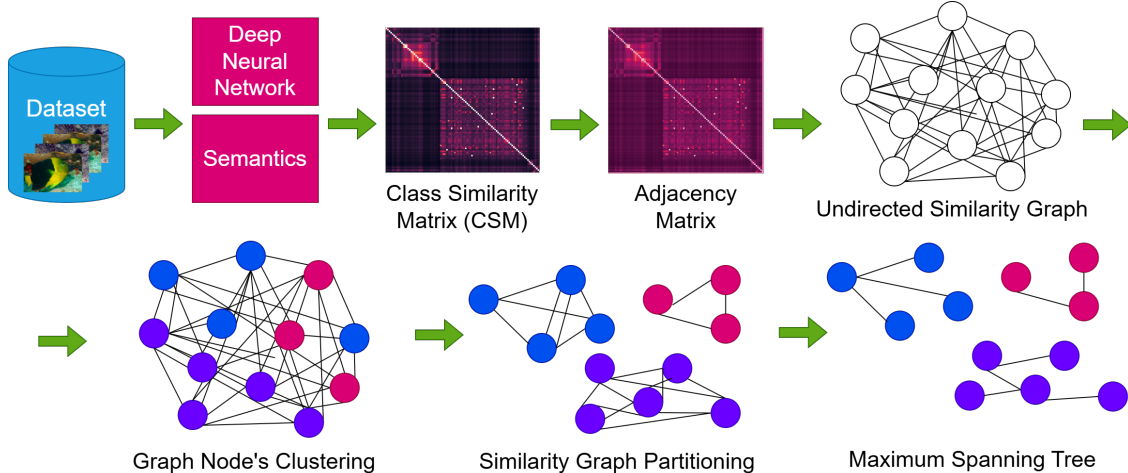 Dataset
Deep
Neural
Network
Semantics
Class Similarity
Matrix (CSM)
Adjacency
Matrix
Undirected Similarity Graph
Graph Node's Clustering
Similarity Graph Partitioning
Maximum Spanning Tree